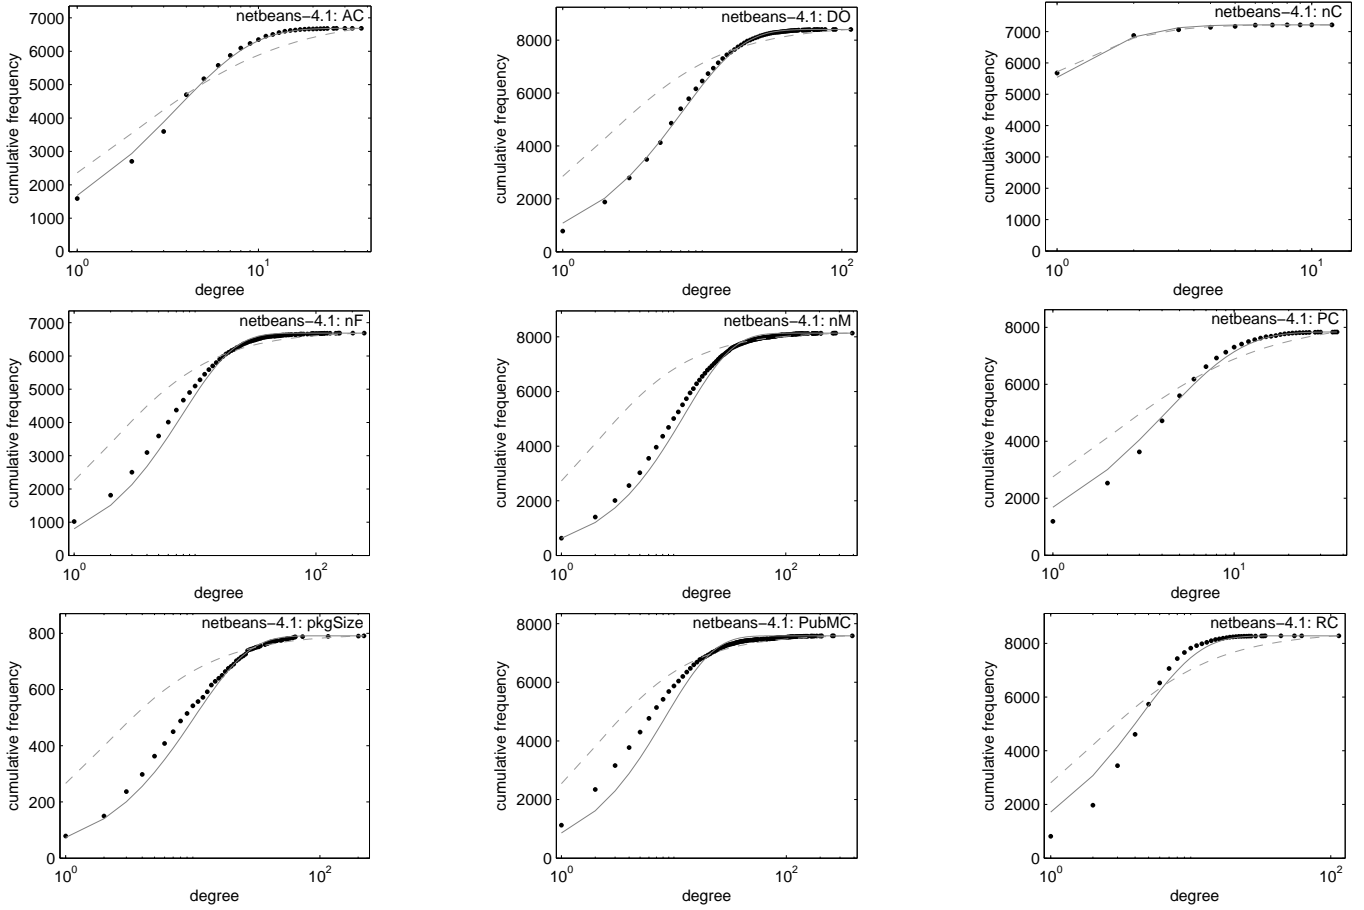 netbeans−4.1: AC
cumulative frequency
7000
6000
5000
4000
3000
2000
1000
0
10^0
10^1
degree
netbeans−4.1: DO
cumulative frequency
8000
6000
4000
2000
0
10^0
10^2
degree
netbeans−4.1: nC
cumulative frequency
7000
6000
5000
4000
3000
2000
1000
0
10^0
10^1
degree
netbeans−4.1: nF
cumulative frequency
7000
6000
5000
4000
3000
2000
1000
0
10^0
10^2
degree
netbeans−4.1: nM
cumulative frequency
8000
6000
4000
2000
0
10^0
10^2
degree
netbeans−4.1: PC
cumulative frequency
8000
6000
4000
2000
0
10^0
10^1
degree
netbeans−4.1: pkgSize
cumulative frequency
800
600
400
200
0
10^0
10^2
degree
netbeans−4.1: PubMC
cumulative frequency
8000
6000
4000
2000
0
10^0
10^2
degree
netbeans−4.1: RC
cumulative frequency
8000
6000
4000
2000
0
10^0
10^2
degree